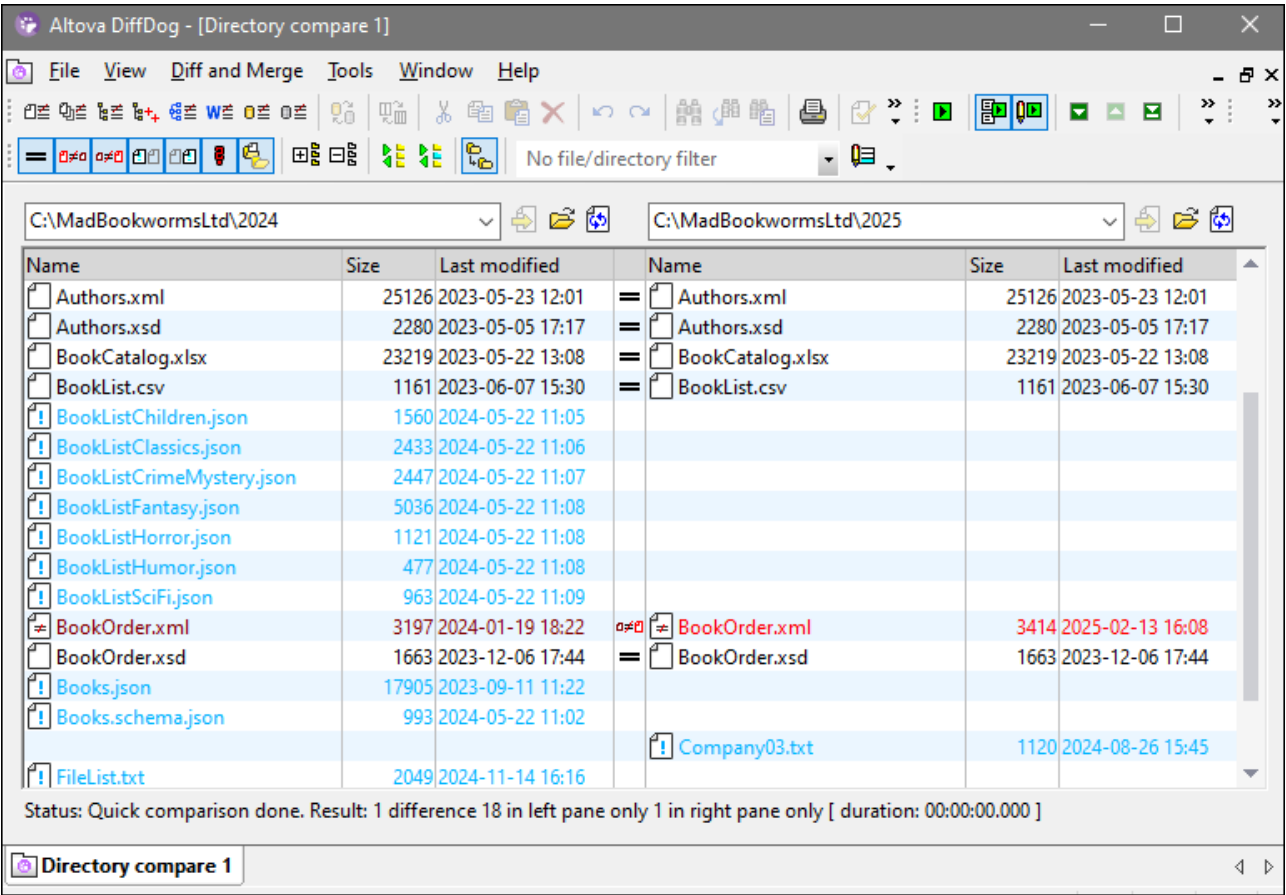 Altova DiffDog - [Directory compare 1]
File View Diff and Merge Tools Window Help
No file/directory filter
C:\MadBookwormsLtd\2024 C:\MadBookwormsLtd\2025
Name Size Last modified Name Size Last modified
Authors.xml 25126 2023-05-23 12:01 = Authors.xml 25126 2023-05-23 12:01
Authors.xsd 2280 2023-05-05 17:17 = Authors.xsd 2280 2023-05-05 17:17
BookCatalog.xlsx 23219 2023-05-22 13:08 = BookCatalog.xlsx 23219 2023-05-22 13:08
BookList.csv 1161 2023-06-07 15:30 = BookList.csv 1161 2023-06-07 15:30
BookListChildren.json 1560 2024-05-22 11:05
BookListClassics.json 2433 2024-05-22 11:06
BookListCrimeMystery.json 2447 2024-05-22 11:07
BookListFantasy.json 5036 2024-05-22 11:08
BookListHorror.json 1121 2024-05-22 11:08
BookListHumor.json 477 2024-05-22 11:08
BookListSciFi.json 963 2024-05-22 11:09
BookOrder.xml 3197 2024-01-19 18:22 ≠ BookOrder.xml 3414 2025-02-13 16:08
BookOrder.xsd 1663 2023-12-06 17:44 = BookOrder.xsd 1663 2023-12-06 17:44
Books.json 17905 2023-09-11 11:22
Books.schema.json 993 2024-05-22 11:02
Company03.txt 1120 2024-08-26 15:45
FileList.txt 2049 2024-11-14 16:16
Status: Quick comparison done. Result: 1 difference 18 in left pane only 1 in right pane only [ duration: 00:00:00.000 ]
Directory compare 1